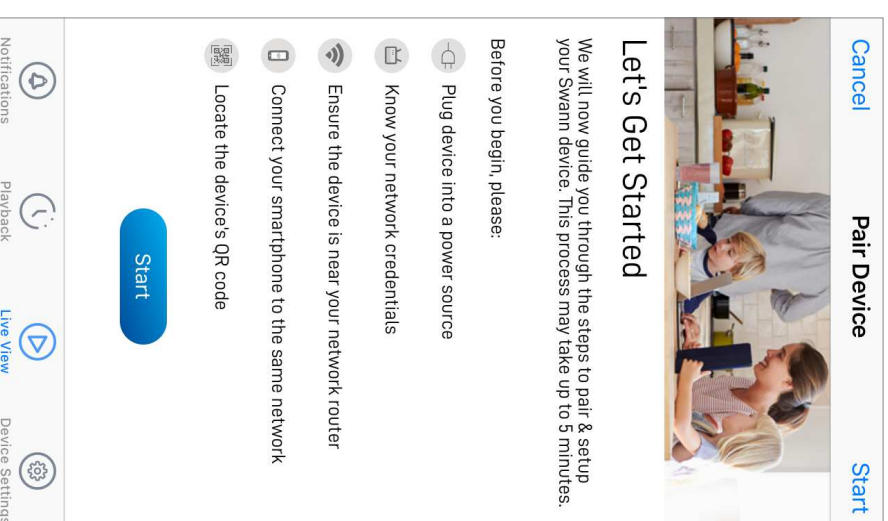 Cancel
Pair Device
Start
Let's Get Started
We will now guide you through the steps to pair & setup
your Swann device. This process may take up to 5 minutes.
Before you begin, please:
Plug device into a power source
Know your network credentials
Ensure the device is near your network router
Connect your smartphone to the same network
Locate the device's QR code
Start
Notifications
Playback
Live View
Device Settings